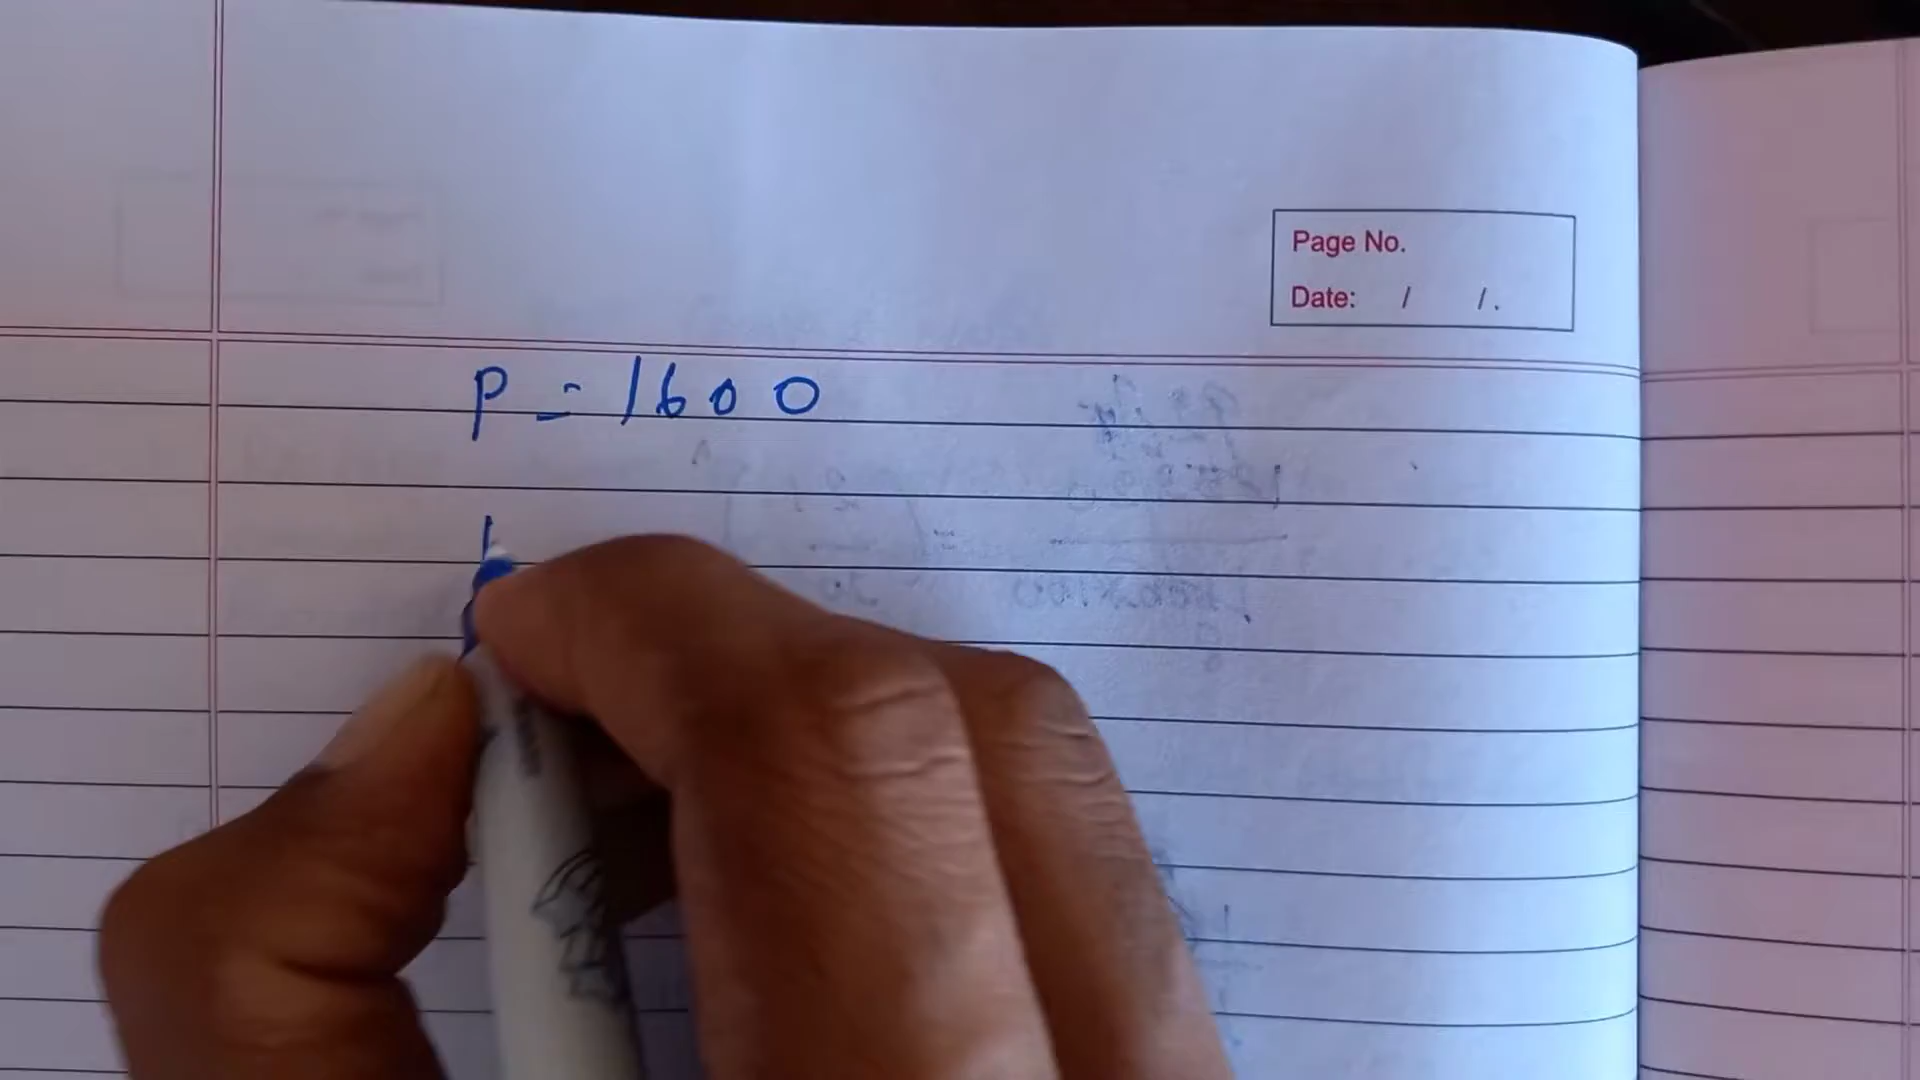 Page No.
Date: / / .
P = 1600